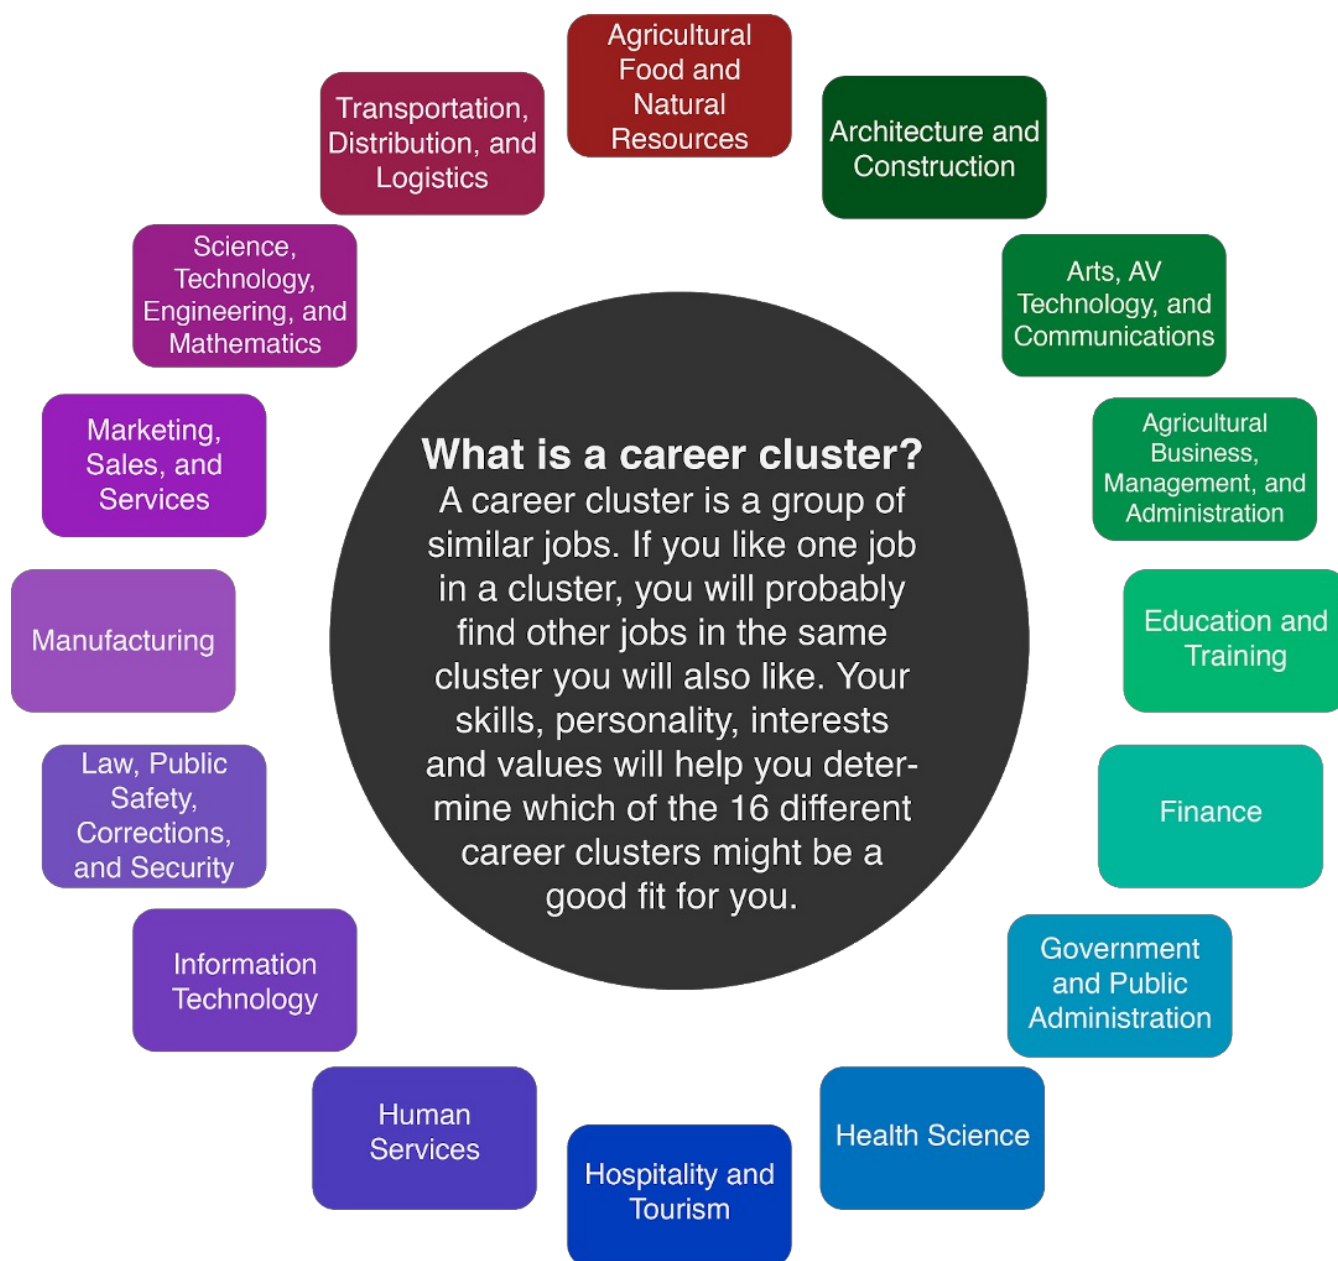 Agricultural
Food and
Natural
Resources
Architecture and
Construction
Arts, AV
Technology, and
Communications
Agricultural
Business,
Management, and
Administration
Education and
Training
Finance
Government
and Public
Administration
Health Science
Hospitality and
Tourism
Human
Services
Information
Technology
Law, Public
Safety,
Corrections,
and Security
Manufacturing
Marketing,
Sales, and
Services
Science,
Technology,
Engineering, and
Mathematics
Transportation,
Distribution, and
Logistics
What is a career cluster?
A career cluster is a group of
similar jobs. If you like one job
in a cluster, you will probably
find other jobs in the same
cluster you will also like. Your
skills, personality, interests
and values will help you deter-
mine which of the 16 different
career clusters might be a
good fit for you.